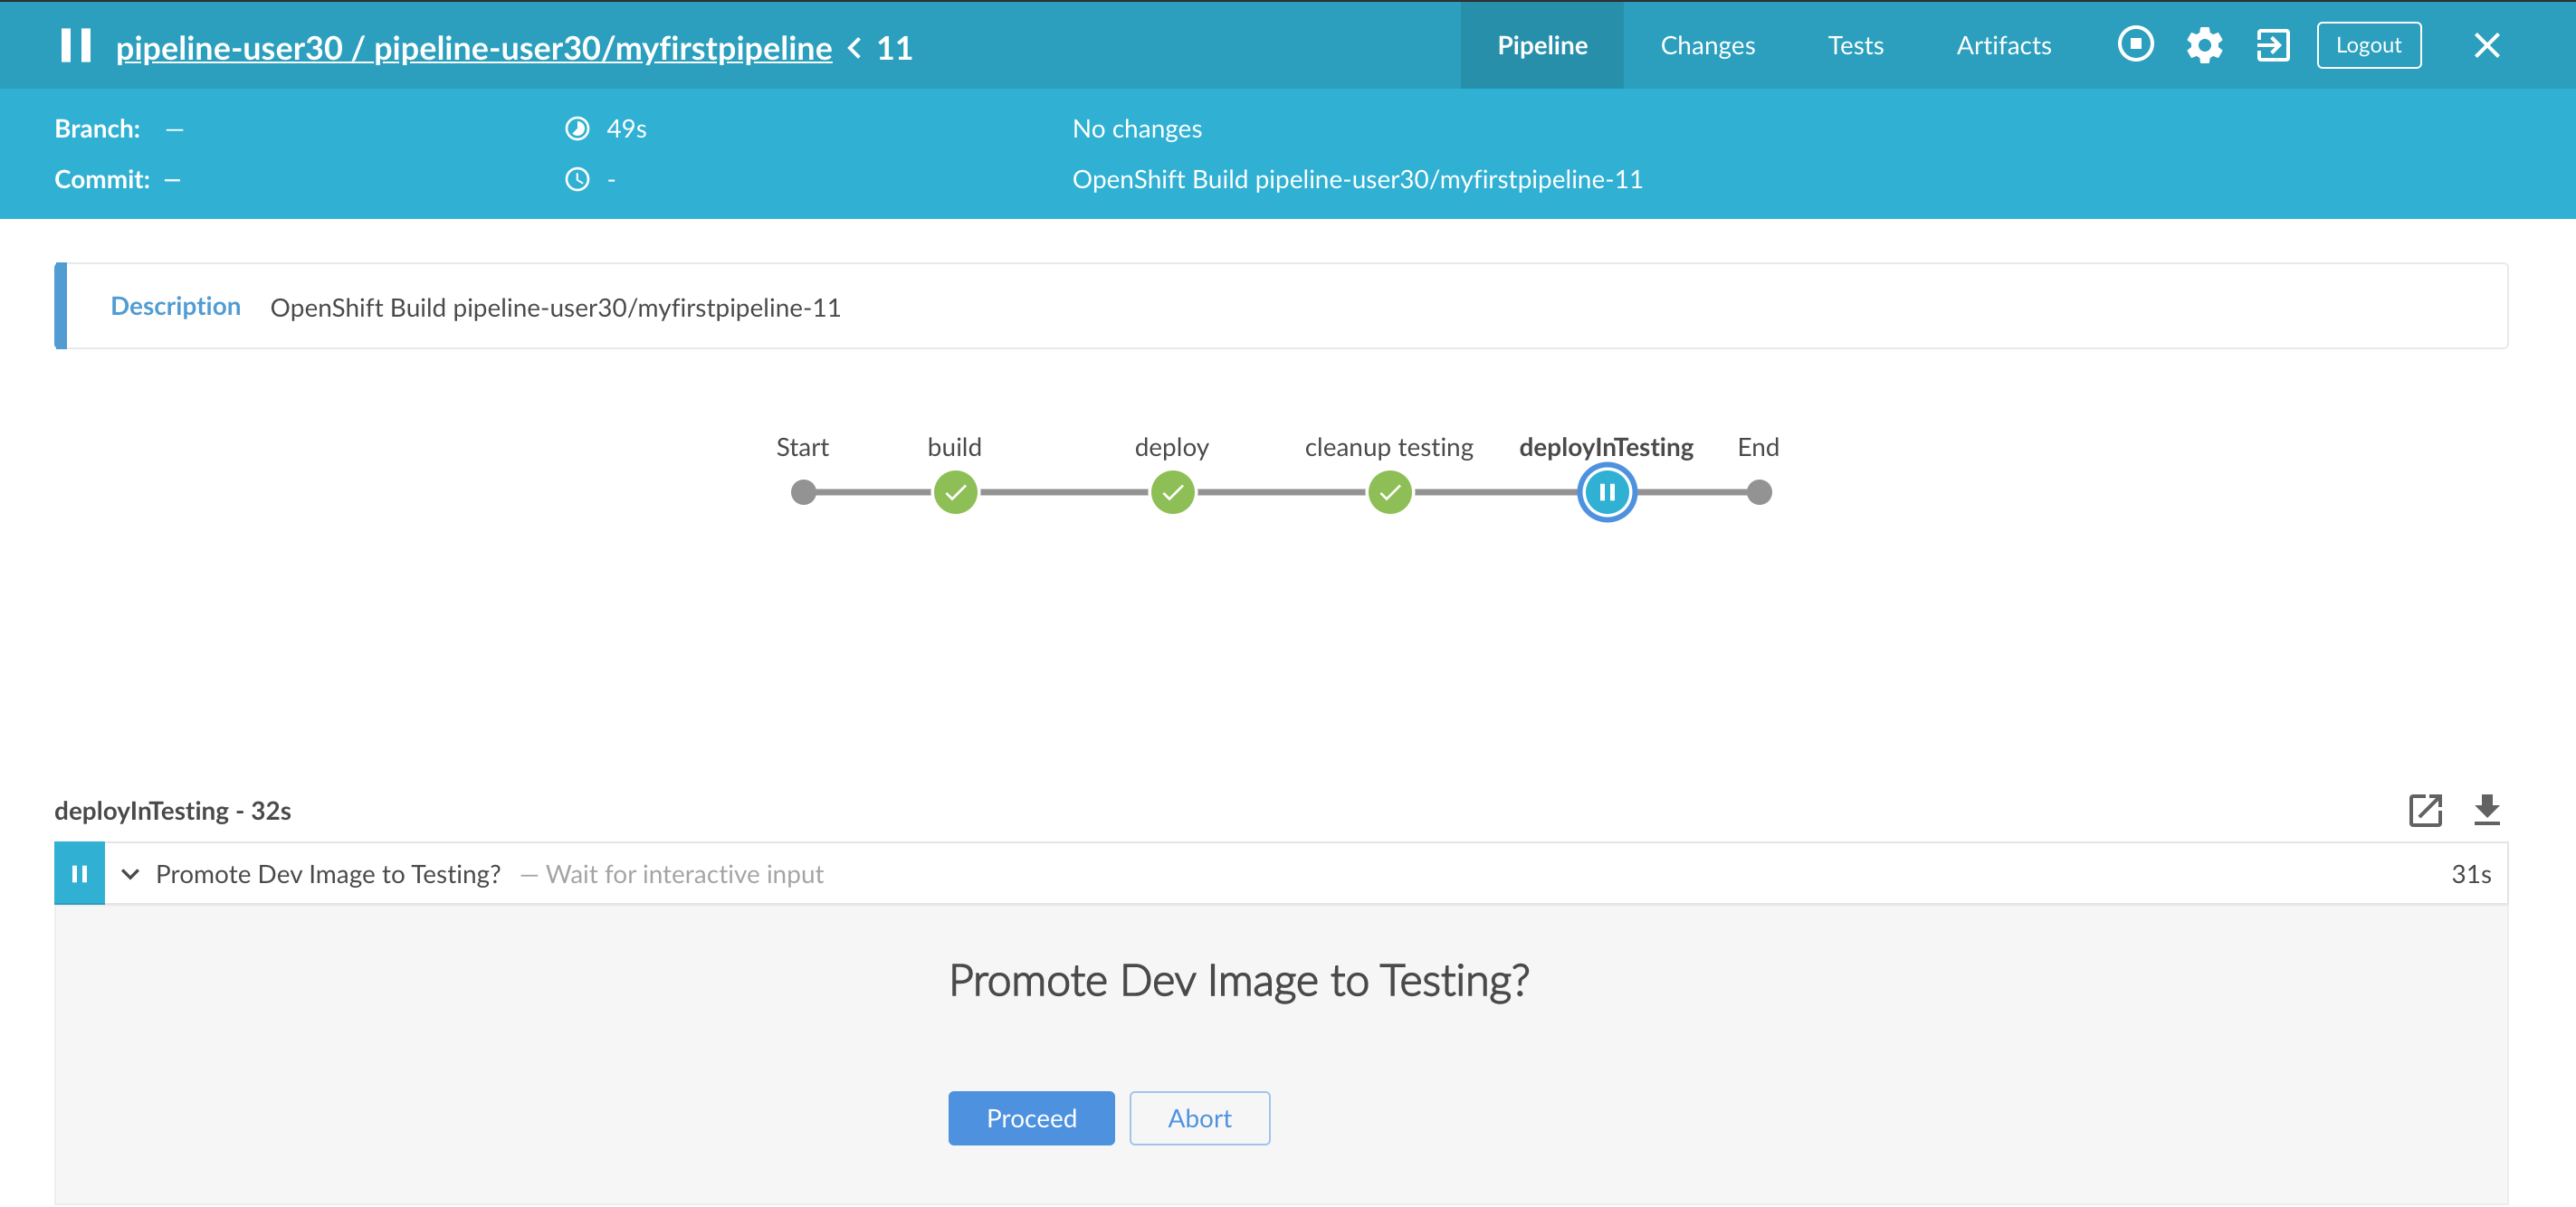 pipeline-user30 / pipeline-user30/myfirstpipeline < 11
Pipeline Changes Tests Artifacts Logout
Branch: — 49s No changes
Commit: — - OpenShift Build pipeline-user30/myfirstpipeline-11
Description OpenShift Build pipeline-user30/myfirstpipeline-11
Start build deploy cleanup testing deployInTesting End
deployInTesting - 32s
Promote Dev Image to Testing? — Wait for interactive input 31s
Promote Dev Image to Testing?
Proceed Abort